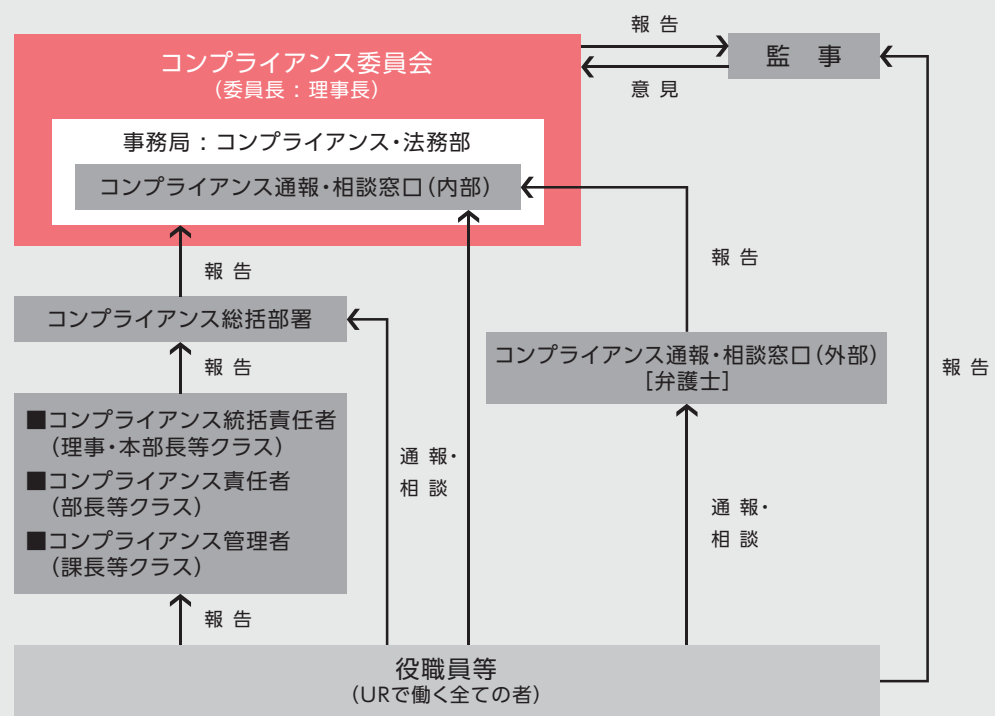 報告
コンプライアンス委員会
(委員長：理事長)
監事
意見
事務局：コンプライアンス・法務部
コンプライアンス通報・相談窓口(内部)
報告
報告
コンプライアンス総括部署
コンプライアンス通報・相談窓口(外部)
[弁護士]
報告
報告
■コンプライアンス統括責任者
(理事・本部長等クラス)
■コンプライアンス責任者
(部長等クラス)
■コンプライアンス管理者
(課長等クラス)
通報・
相談
通報・
相談
報告
役職員等
(URで働く全ての者)